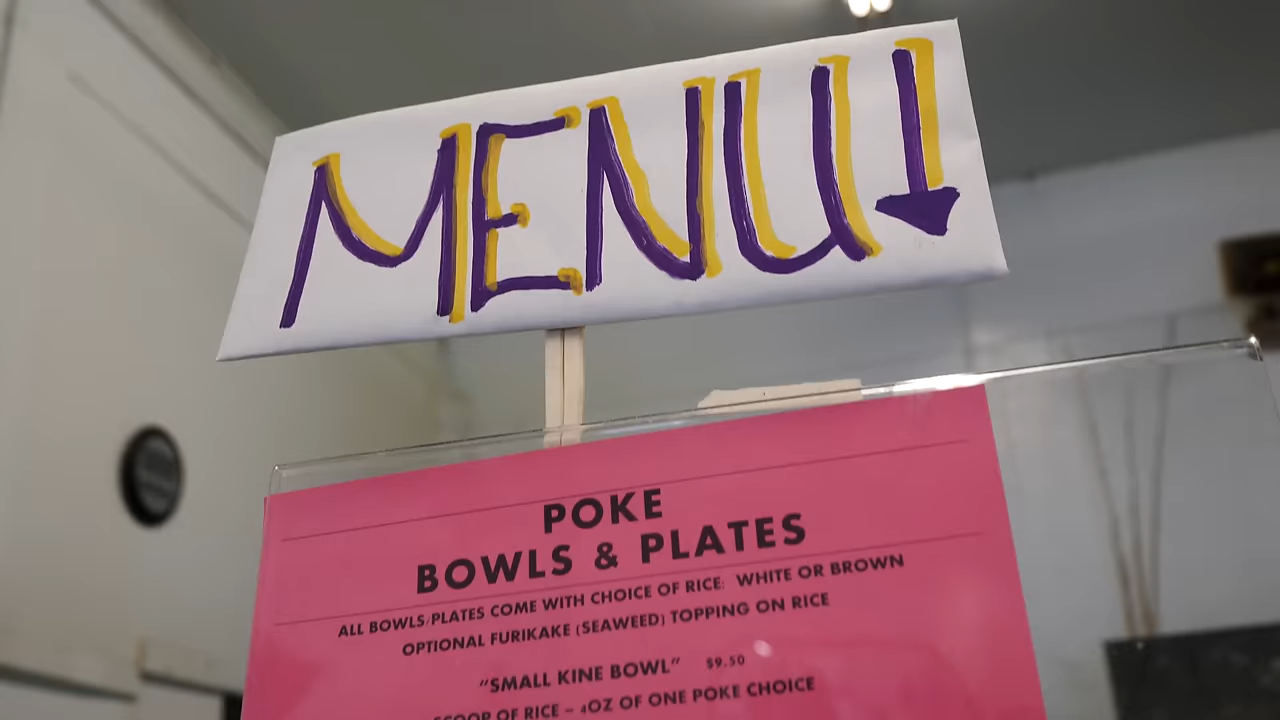 MENU
POKE
BOWLS & PLATES
ALL BOWLS/PLATES COME WITH CHOICE OF RICE: WHITE OR BROWN
OPTIONAL FURIKAKE (SEAWEED) TOPPING ON RICE
"SMALL KINE BOWL" $9.50
SCOOP OF RICE – 4OZ OF ONE POKE CHOICE